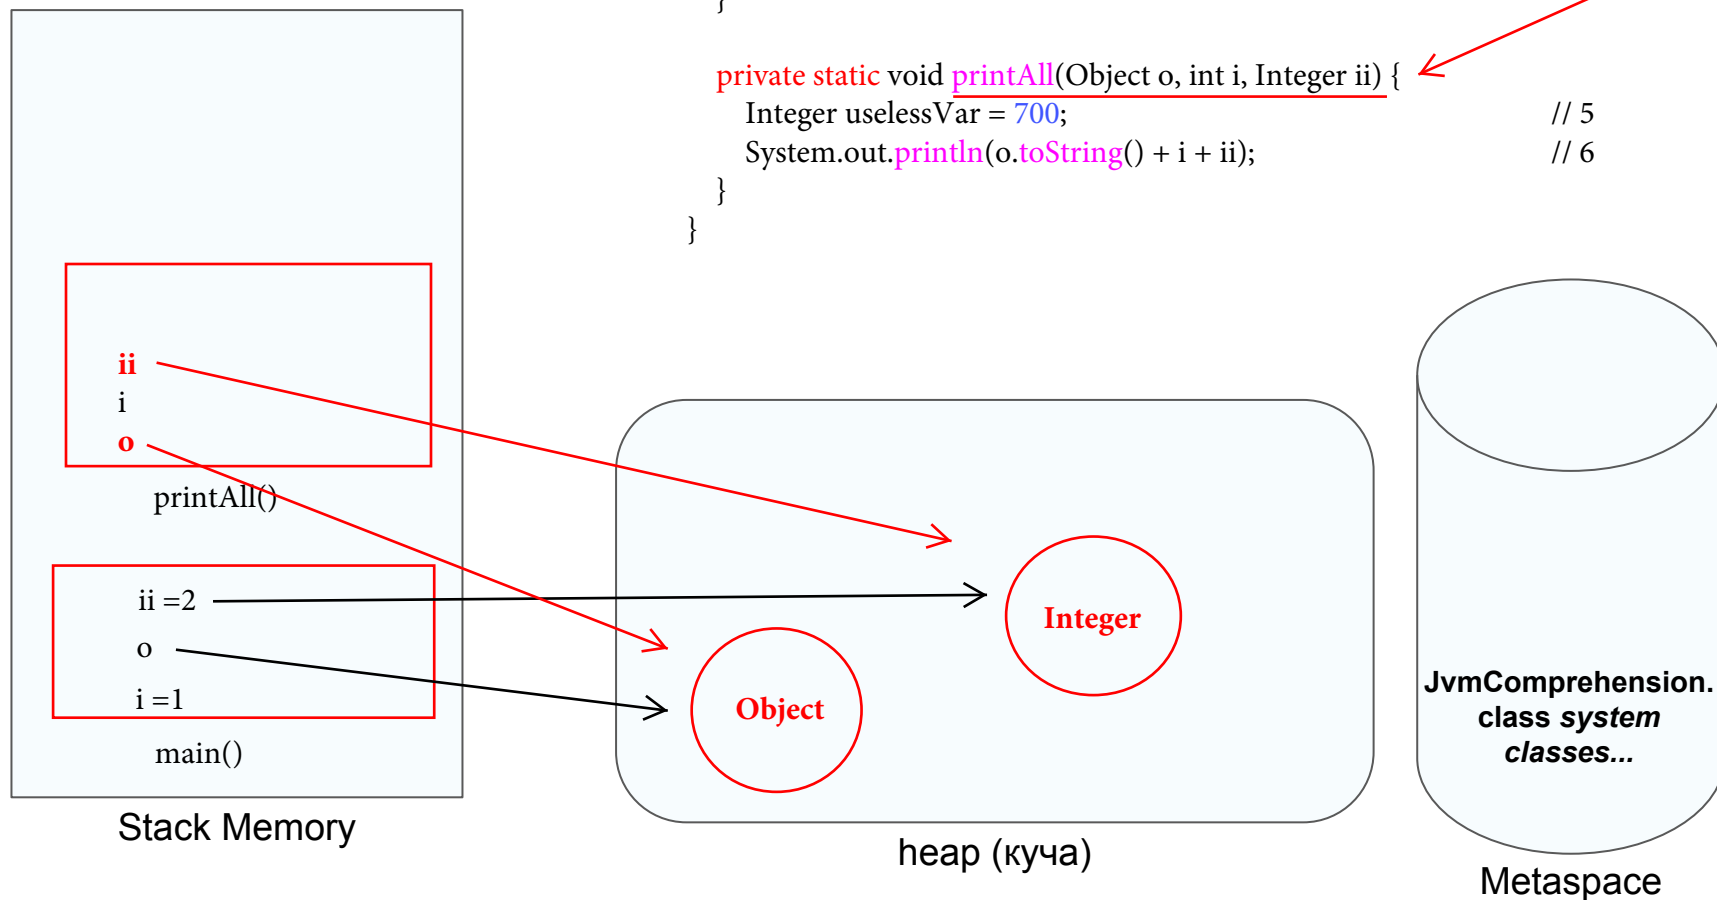 }
private static void printAll(Object o, int i, Integer ii) {
Integer uselessVar = 700; // 5
System.out.println(o.toString() + i + ii); // 6
}
}
ii
i
o
printAll()
ii =2
o
i =1
main()
Stack Memory
Object
Integer
heap (куча)
JvmComprehension.
class system
classes...
Metaspace